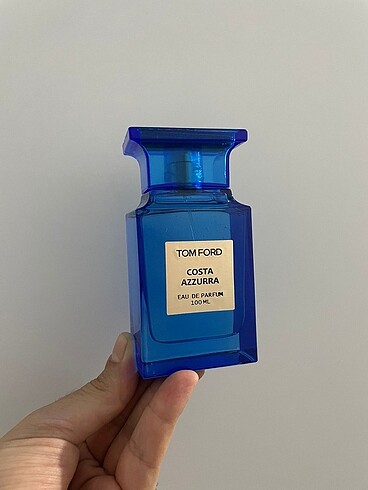 TOM FORD
COSTA
AZZURRA
EAU DE PARFUM
100 ML